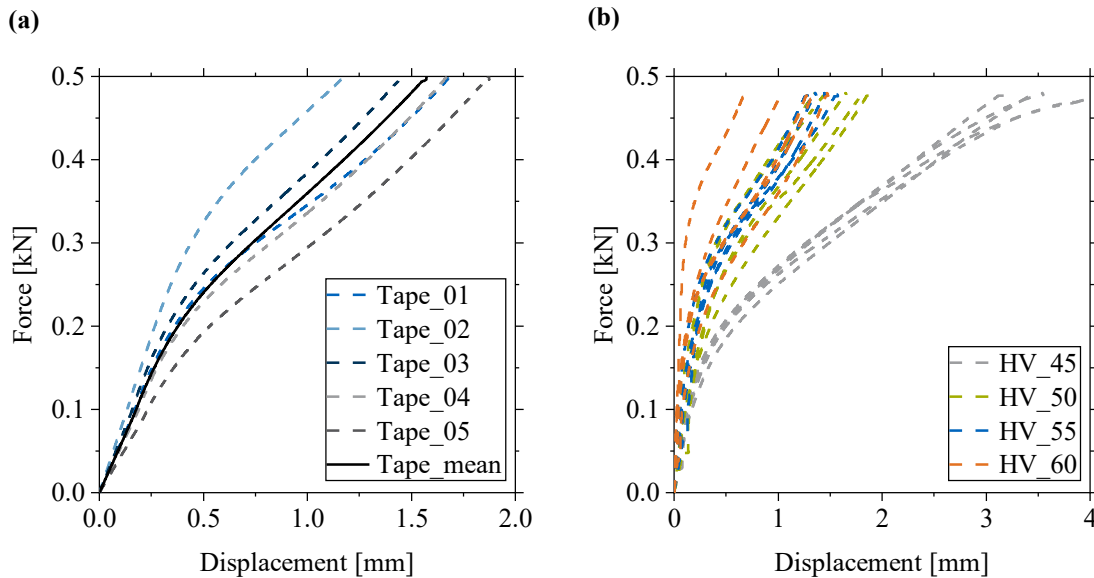 (a)
(b)
0.5
0.4
0.3
0.2
0.1
0.0
Force [kN]
Tape_01
Tape_02
Tape_03
Tape_04
Tape_05
Tape_mean
0.0 0.5 1.0 1.5 2.0
Displacement [mm]
0.5
0.4
0.3
0.2
0.1
0.0
Force [kN]
HV_45
HV_50
HV_55
HV_60
0 1 2 3 4
Displacement [mm]